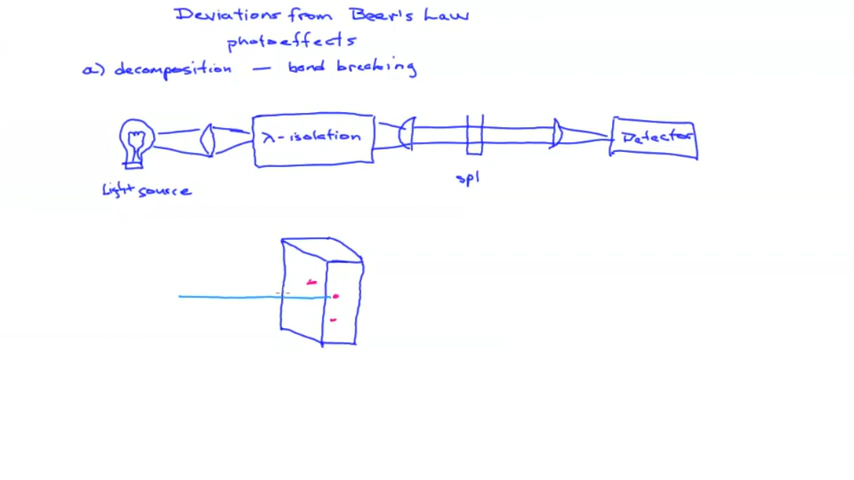 Deviations from Beer's Law
photoeffects
a) decomposition — bond breaking
λ-isolation
Detector
spl
Light source